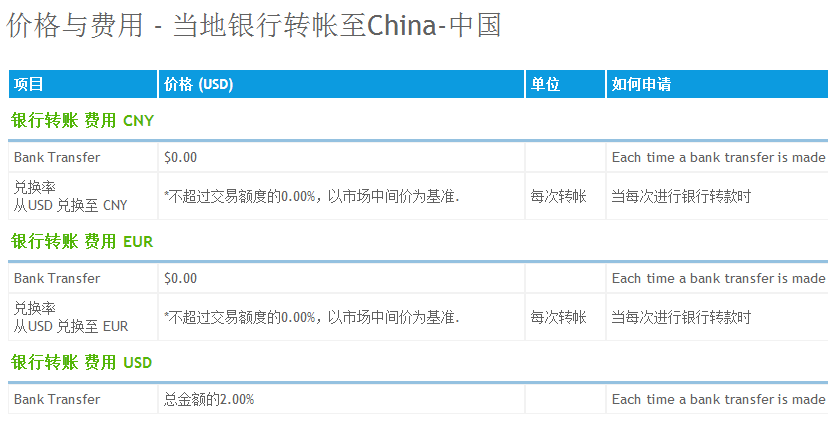 价格与费用 - 当地银行转帐至China-中国
项目 价格 (USD) 单位 如何申请
银行转账 费用 CNY
Bank Transfer $0.00 Each time a bank transfer is made
兑换率
从USD 兑换至 CNY *不超过交易额度的0.00%，以市场中间价为基准. 每次转帐 当每次进行银行转款时
银行转账 费用 EUR
Bank Transfer $0.00 Each time a bank transfer is made
兑换率
从USD 兑换至 EUR *不超过交易额度的0.00%，以市场中间价为基准. 每次转帐 当每次进行银行转款时
银行转账 费用 USD
Bank Transfer 总金额的2.00% Each time a bank transfer is made